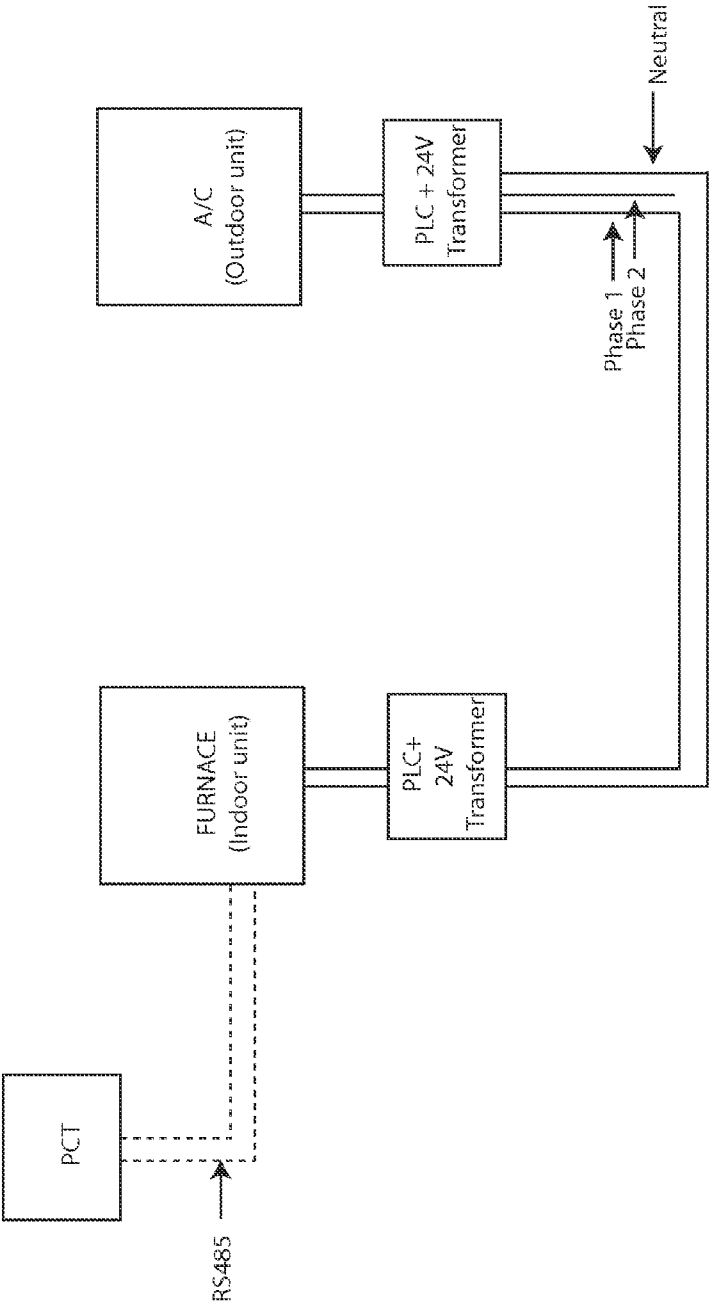 PCT
RS485
FURNACE
(Indoor unit)
PLC+
24V
Transformer
A/C
(Outdoor unit)
PLC + 24V
Transformer
Phase 1
Phase 2
Neutral